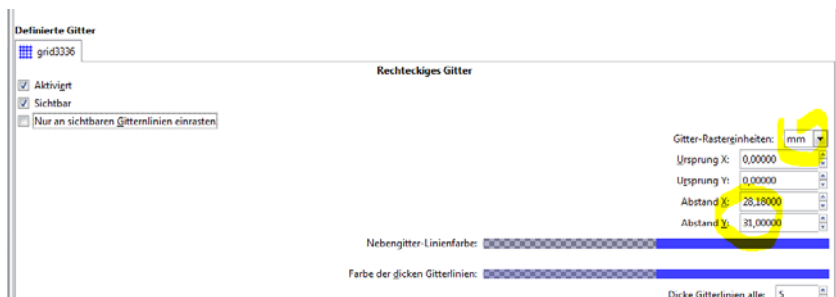 Definierte Gitter
grid3336
Rechteckiges Gitter
Aktiviert
Sichtbar
Nur an sichtbaren Gitternlinien einrasten
Gitter-Rastereinheiten: mm
Ursprung X: 0,00000
Ursprung Y: 0,00000
Abstand X: 28,18000
Abstand Y: 31,00000
Nebengitter-Linienfarbe:
Farbe der dicken Gitterlinien:
Dicke Gitterlinien alle: 5